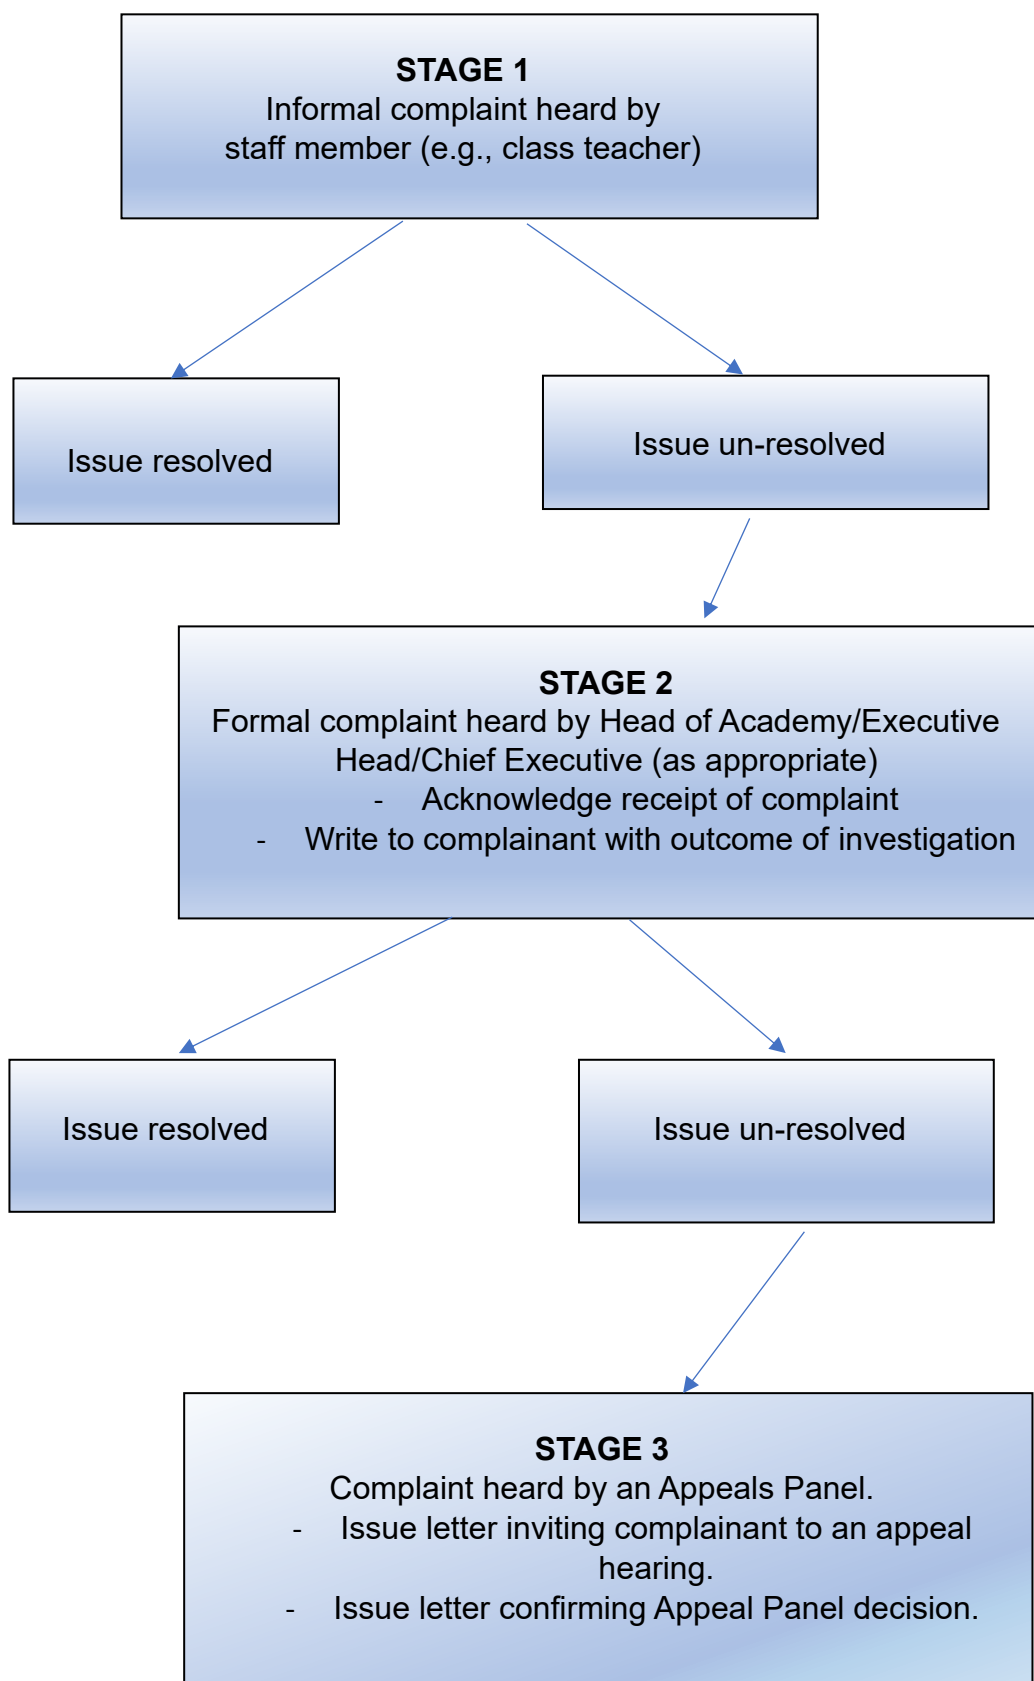 STAGE 1
Informal complaint heard by
staff member (e.g., class teacher)
Issue resolved
Issue un-resolved
STAGE 2
Formal complaint heard by Head of Academy/Executive
Head/Chief Executive (as appropriate)
- Acknowledge receipt of complaint
- Write to complainant with outcome of investigation
Issue resolved
Issue un-resolved
STAGE 3
Complaint heard by an Appeals Panel.
- Issue letter inviting complainant to an appeal
hearing.
- Issue letter confirming Appeal Panel decision.